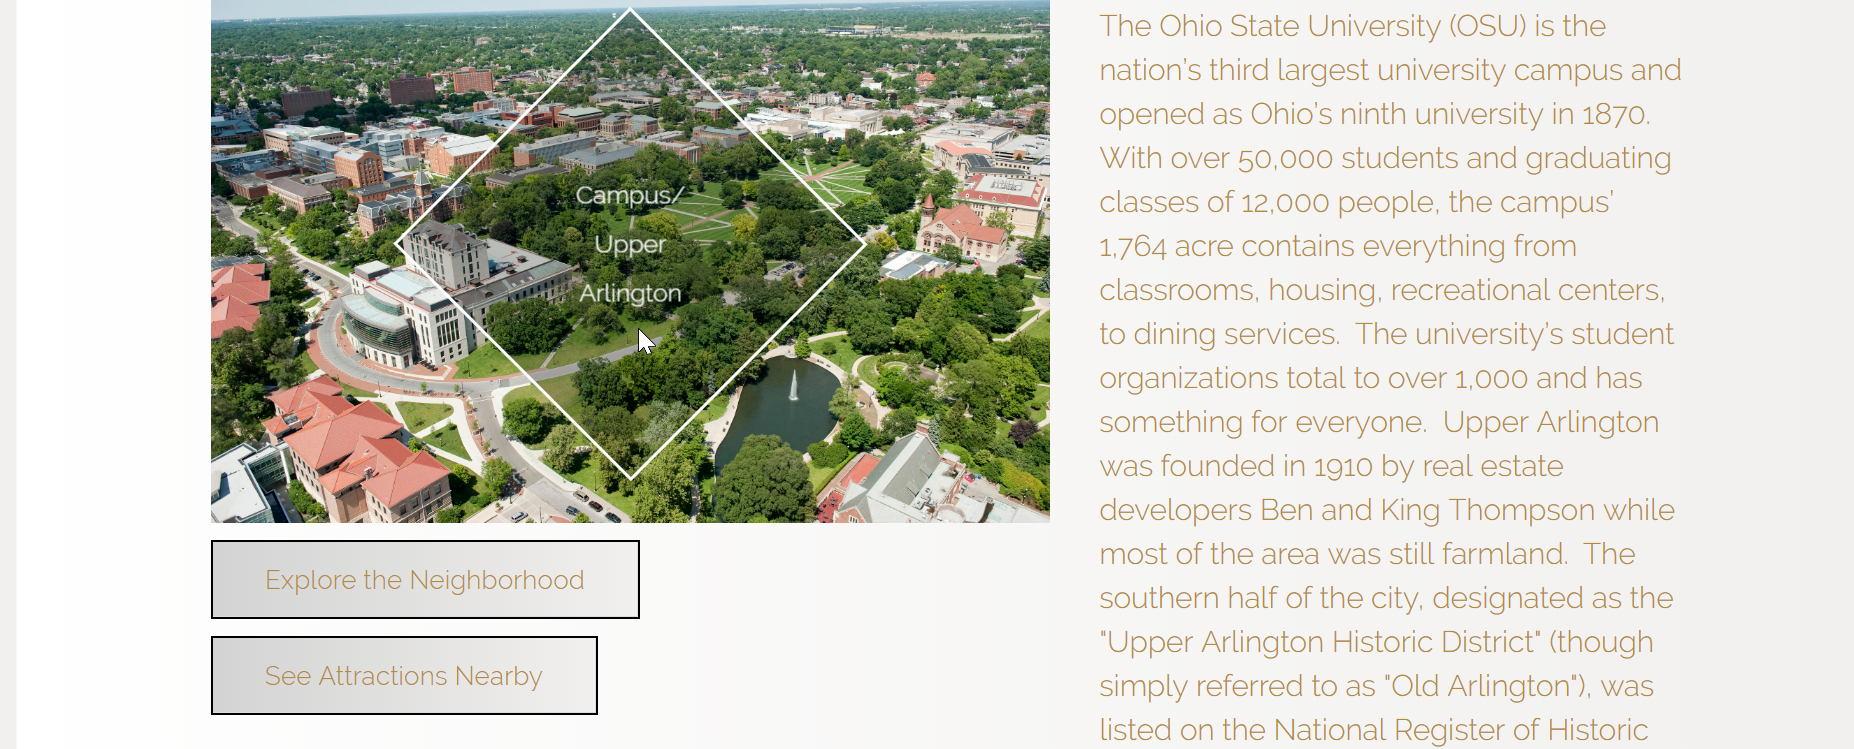 Campus/
Upper
Arlington
Explore the Neighborhood
See Attractions Nearby
The Ohio State University (OSU) is the
nation’s third largest university campus and
opened as Ohio’s ninth university in 1870.
With over 50,000 students and graduating
classes of 12,000 people, the campus’
1,764 acre contains everything from
classrooms, housing, recreational centers,
to dining services.  The university’s student
organizations total to over 1,000 and has
something for everyone.  Upper Arlington
was founded in 1910 by real estate
developers Ben and King Thompson while
most of the area was still farmland.  The
southern half of the city, designated as the
"Upper Arlington Historic District" (though
simply referred to as "Old Arlington"), was
listed on the National Register of Historic